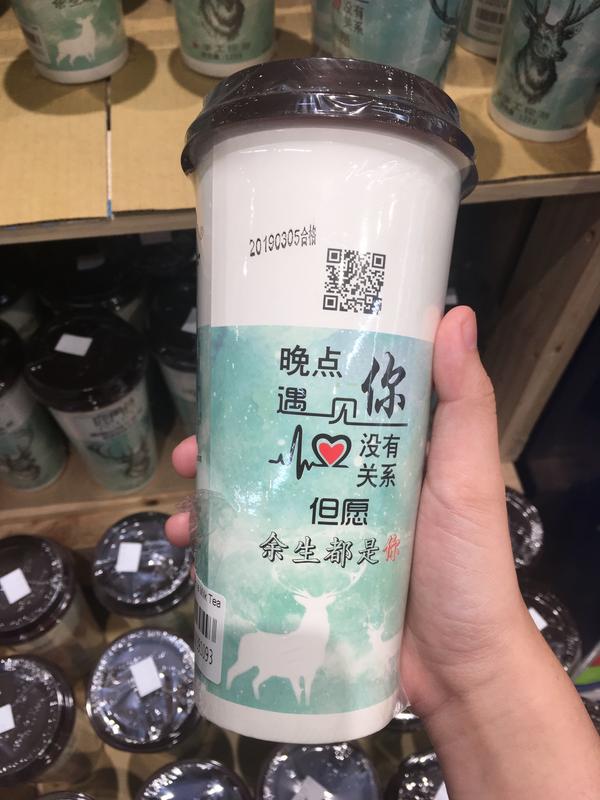 20190305合格
晚点
遇见你
没有
关系
但愿
余生都是你
Tea